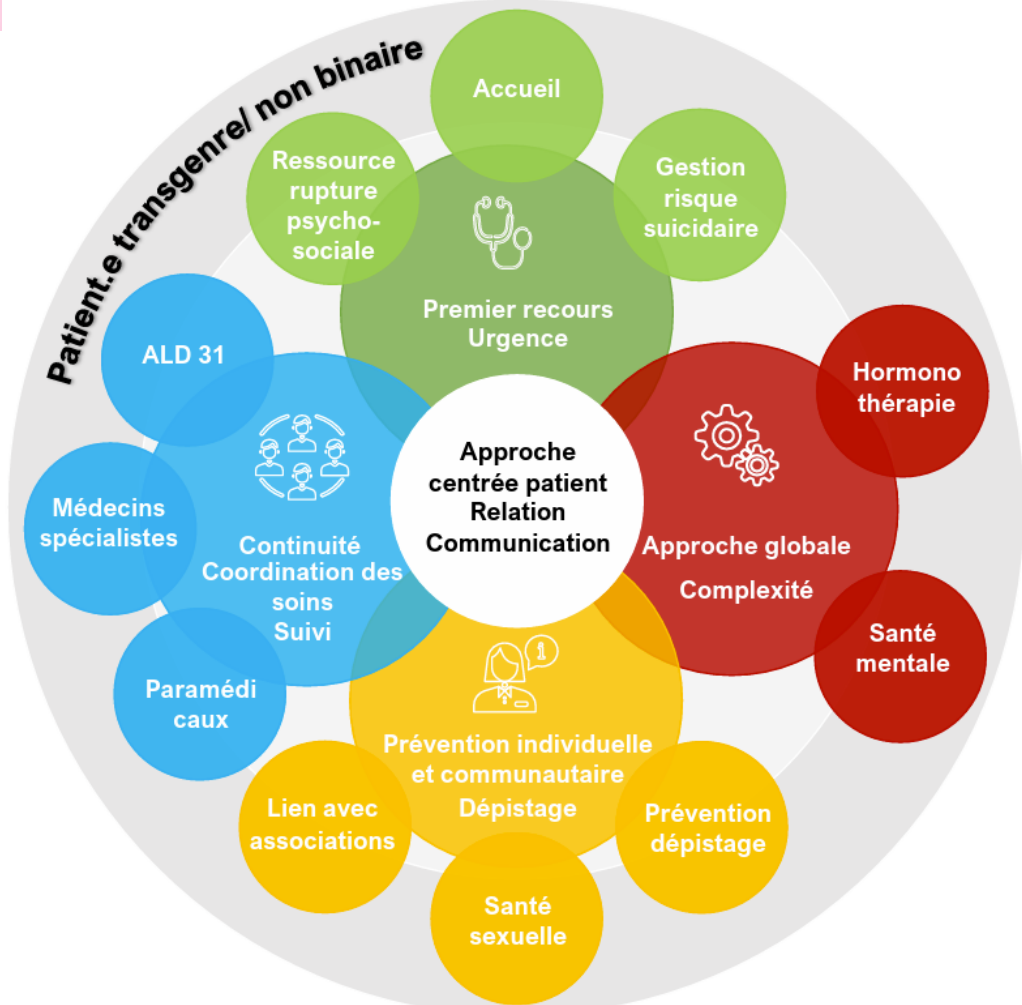 Patient.e transgenre/ non binaire
Accueil
Ressource
rupture
psycho-
sociale
Gestion
risque
suicidaire
Premier recours
Urgence
ALD 31
Médecins
spécialistes
Paramédi
caux
Continuité
Coordination des
soins
Suivi
Approche
centrée patient
Relation
Communication
Approche globale
Complexité
Hormono
thérapie
Santé
mentale
Prévention individuelle
et communautaire
Dépistage
Lien avec
associations
Santé
sexuelle
Prévention
dépistage